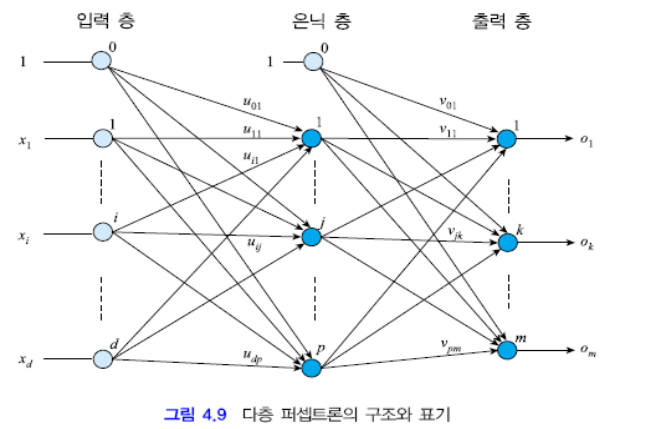 입력 층 은닉 층 출력 층
0 0
1 1
u01 v01
1 1 1
x1 u11 v11 o1
ui1
i j k
xi uij vjk ok
d p m
xd udp vpm om
그림 4.9 다층 퍼셉트론의 구조와 표기